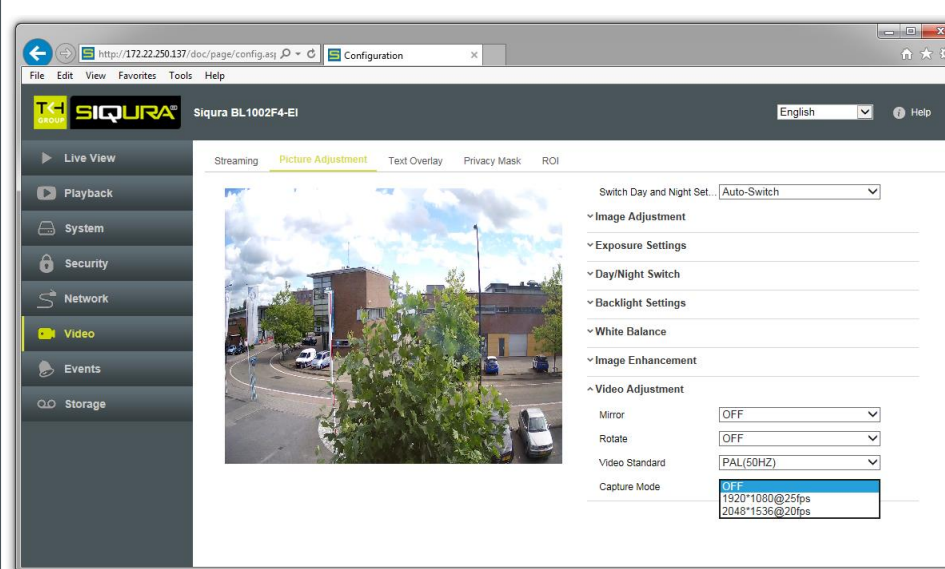 http://172.22.250.137/doc/page/config.as
Configuration
File Edit View Favorites Tools Help
TKH GROUP SIQURA® Siqura BL1002F4-EI English Help
Live View
Playback
System
Security
Network
Video
Events
Storage
Streaming Picture Adjustment Text Overlay Privacy Mask ROI
Switch Day and Night Set... Auto-Switch
Image Adjustment
Exposure Settings
Day/Night Switch
Backlight Settings
White Balance
Image Enhancement
Video Adjustment
Mirror OFF
Rotate OFF
Video Standard PAL(50HZ)
Capture Mode OFF
1920*1080@25fps
2048*1536@20fps